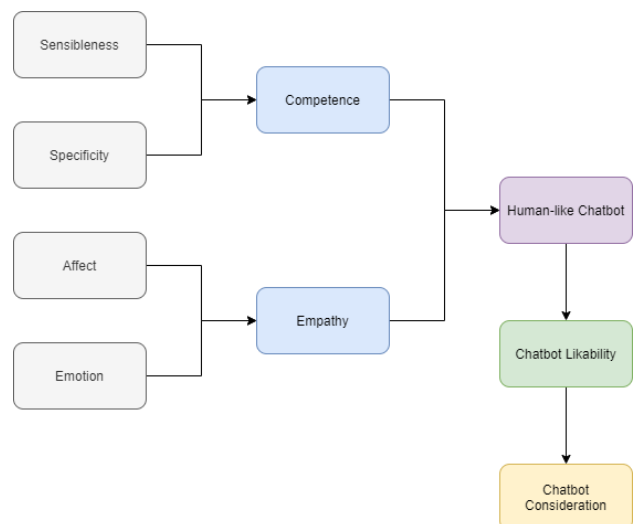 Sensibleness
Competence
Specificity
Human-like Chatbot
Affect
Empathy
Chatbot Likability
Emotion
Chatbot
Consideration